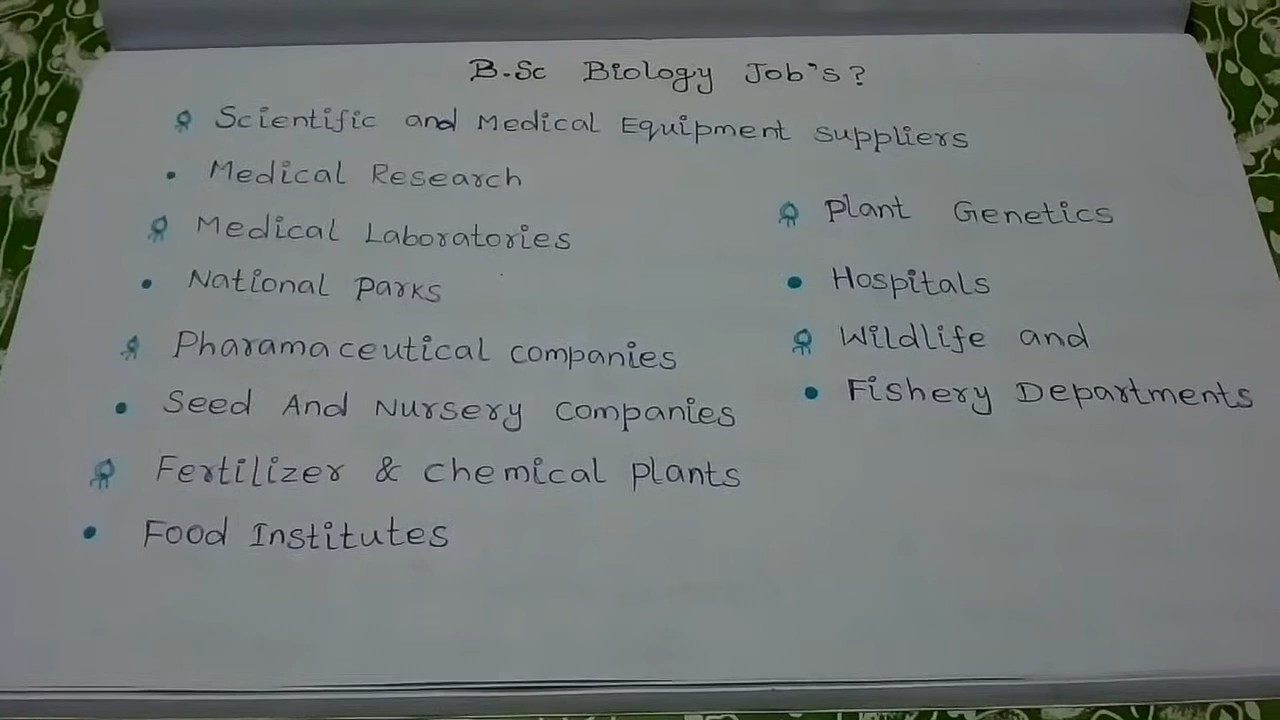 B.Sc Biology Job's?
Scientific and Medical Equipment Suppliers
Medical Research
Medical Laboratories
National Parks
Pharamaceutical companies
Seed And Nursery companies
Fertilizer & chemical plants
Food Institutes
Plant Genetics
Hospitals
Wildlife and
Fishery Departments